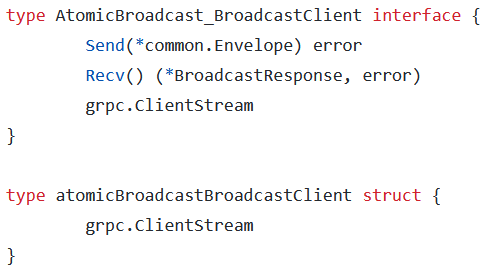 type AtomicBroadcast_BroadcastClient interface {
        Send(*common.Envelope) error
        Recv() (*BroadcastResponse, error)
        grpc.ClientStream
}

type atomicBroadcastBroadcastClient struct {
        grpc.ClientStream
}